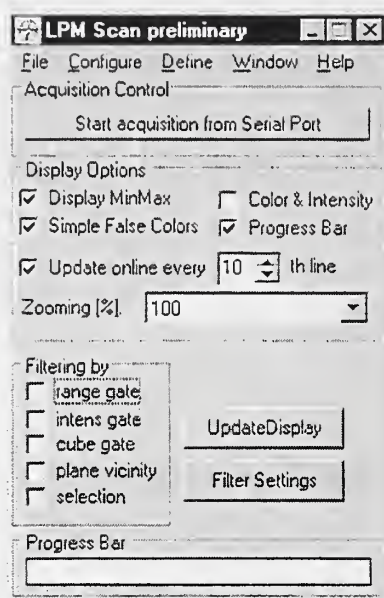 LPM Scan preliminary
File Configure Define Window Help
Acquisition Control
Start acquisition from Serial Port
Display Options
Display MinMax Color & Intensity
Simple False Colors Progress Bar
Update online every 10 th line
Zooming [%]. 100
Filtering by
range gate
intens gate
cube gate
plane vicinity
selection
UpdateDisplay
Filter Settings
Progress Bar